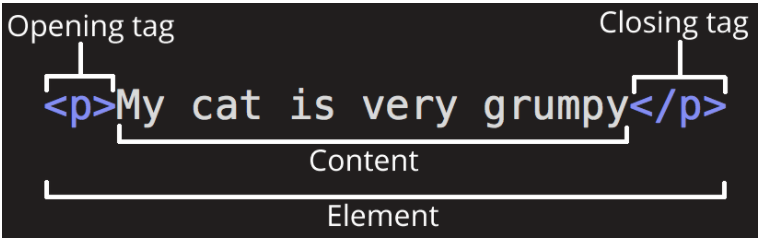 Opening tag
Closing tag
<p>My cat is very grumpy</p>
Content
Element